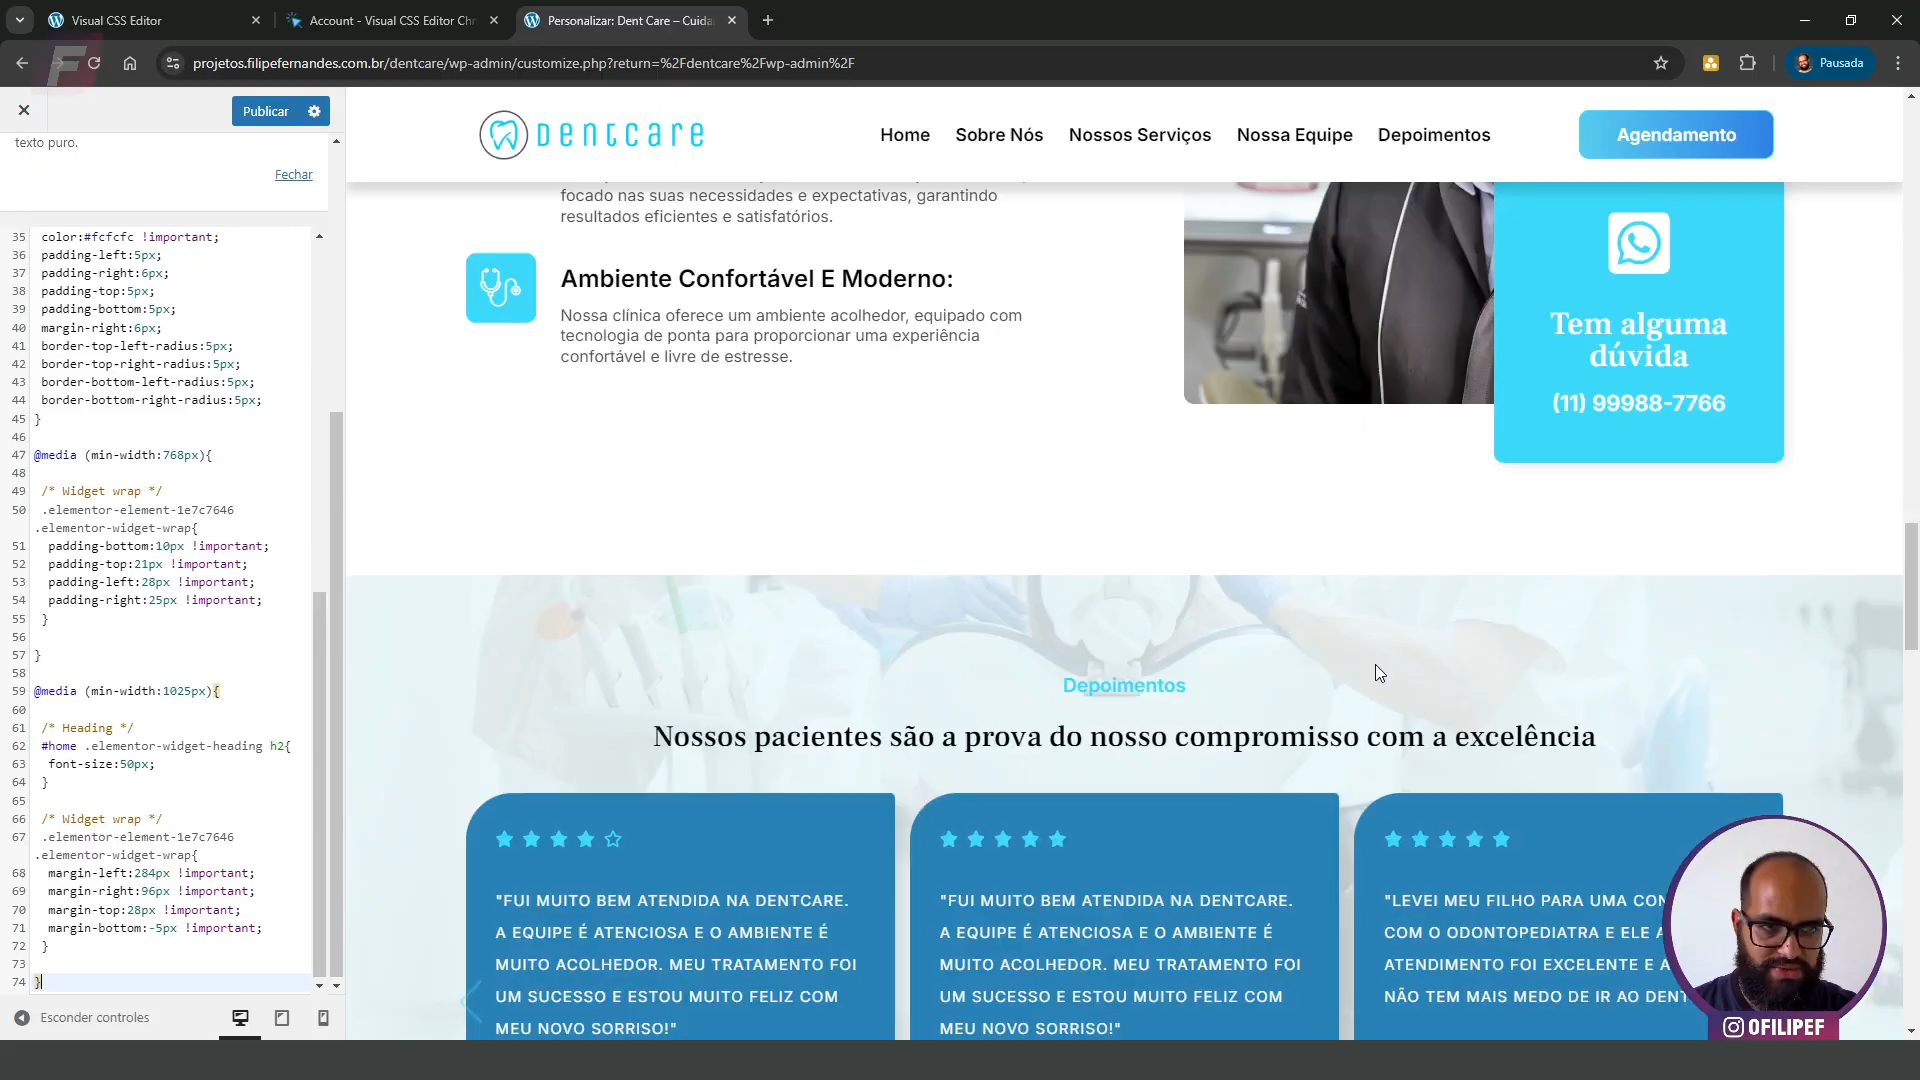 Visual CSS Editor
Account - Visual CSS Editor Chr
Personalizar: Dent Care – Cuida
projetos.filipefernandes.com.br/dentcare/wp-admin/customize.php?return=%2Fdentcare%2Fwp-admin%2F
Pausada
Publicar
texto puro.
Fechar
35 color:#fcfcfc !important;
36 padding-left:5px;
37 padding-right:6px;
38 padding-top:5px;
39 padding-bottom:5px;
40 margin-right:6px;
41 border-top-left-radius:5px;
42 border-top-right-radius:5px;
43 border-bottom-left-radius:5px;
44 border-bottom-right-radius:5px;
45 }
46
47 @media (min-width:768px){
48
49 /* Widget wrap */
50 .elementor-element-1e7c7646
.elementor-widget-wrap{
51 padding-bottom:10px !important;
52 padding-top:21px !important;
53 padding-left:28px !important;
54 padding-right:25px !important;
55 }
56
57 }
58
59 @media (min-width:1025px){
60
61 /* Heading */
62 #home .elementor-widget-heading h2{
63 font-size:50px;
64 }
65
66 /* Widget wrap */
67 .elementor-element-1e7c7646
.elementor-widget-wrap{
68 margin-left:284px !important;
69 margin-right:96px !important;
70 margin-top:28px !important;
71 margin-bottom:-5px !important;
72 }
73
74 }
Esconder controles
DENTCARE
Home Sobre Nós Nossos Serviços Nossa Equipe Depoimentos
Agendamento
focado nas suas necessidades e expectativas, garantindo
resultados eficientes e satisfatórios.
Ambiente Confortável E Moderno:
Nossa clínica oferece um ambiente acolhedor, equipado com
tecnologia de ponta para proporcionar uma experiência
confortável e livre de estresse.
Tem alguma
dúvida
(11) 99988-7766
Depoimentos
Nossos pacientes são a prova do nosso compromisso com a excelência
"FUI MUITO BEM ATENDIDA NA DENTCARE.
A EQUIPE É ATENCIOSA E O AMBIENTE É
MUITO ACOLHEDOR. MEU TRATAMENTO FOI
UM SUCESSO E ESTOU MUITO FELIZ COM
MEU NOVO SORRISO!"
"FUI MUITO BEM ATENDIDA NA DENTCARE.
A EQUIPE É ATENCIOSA E O AMBIENTE É
MUITO ACOLHEDOR. MEU TRATAMENTO FOI
UM SUCESSO E ESTOU MUITO FELIZ COM
MEU NOVO SORRISO!"
"LEVEI MEU FILHO PARA UMA CON
COM O ODONTOPEDIATRA E ELE A
ATENDIMENTO FOI EXCELENTE E A
NÃO TEM MAIS MEDO DE IR AO DENT
@OFILIPEF